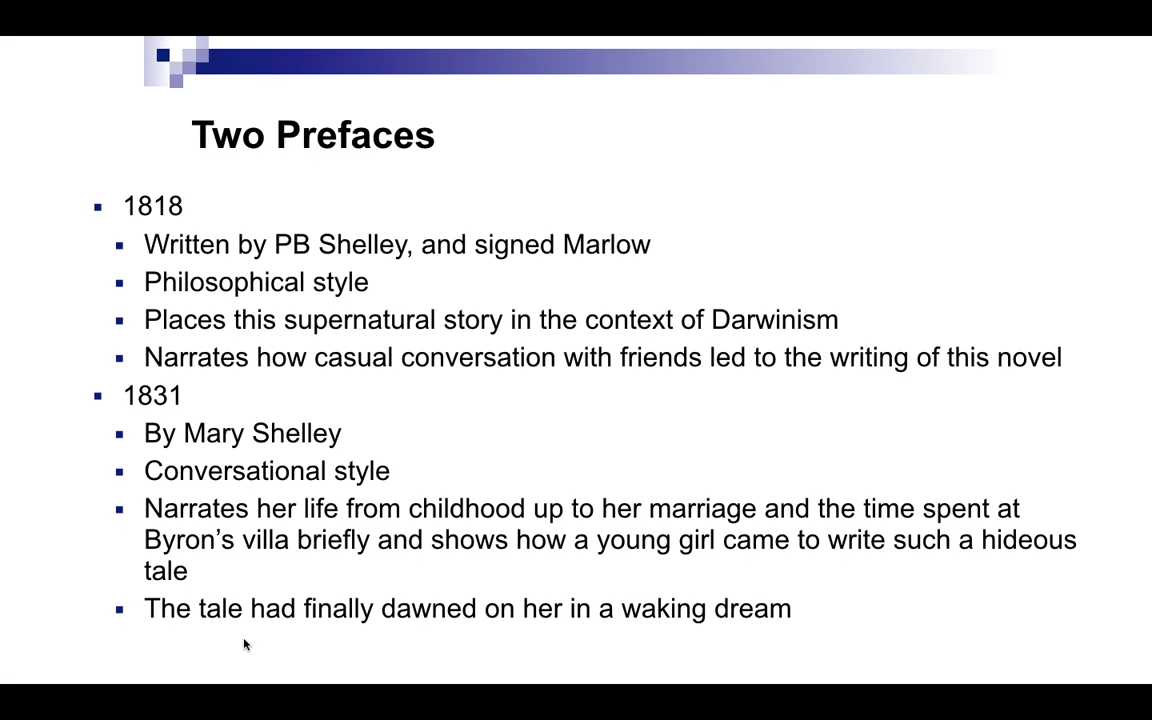 Two Prefaces
1818
Written by PB Shelley, and signed Marlow
Philosophical style
Places this supernatural story in the context of Darwinism
Narrates how casual conversation with friends led to the writing of this novel
1831
By Mary Shelley
Conversational style
Narrates her life from childhood up to her marriage and the time spent at
Byron’s villa briefly and shows how a young girl came to write such a hideous
tale
The tale had finally dawned on her in a waking dream